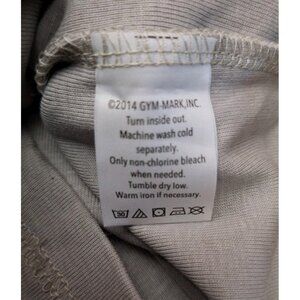 ©2014 GYM-MARK,INC.
Turn inside out.
Machine wash cold
separately.
Only non-chlorine bleach
when needed.
Tumble dry low.
Warm iron if necessary.